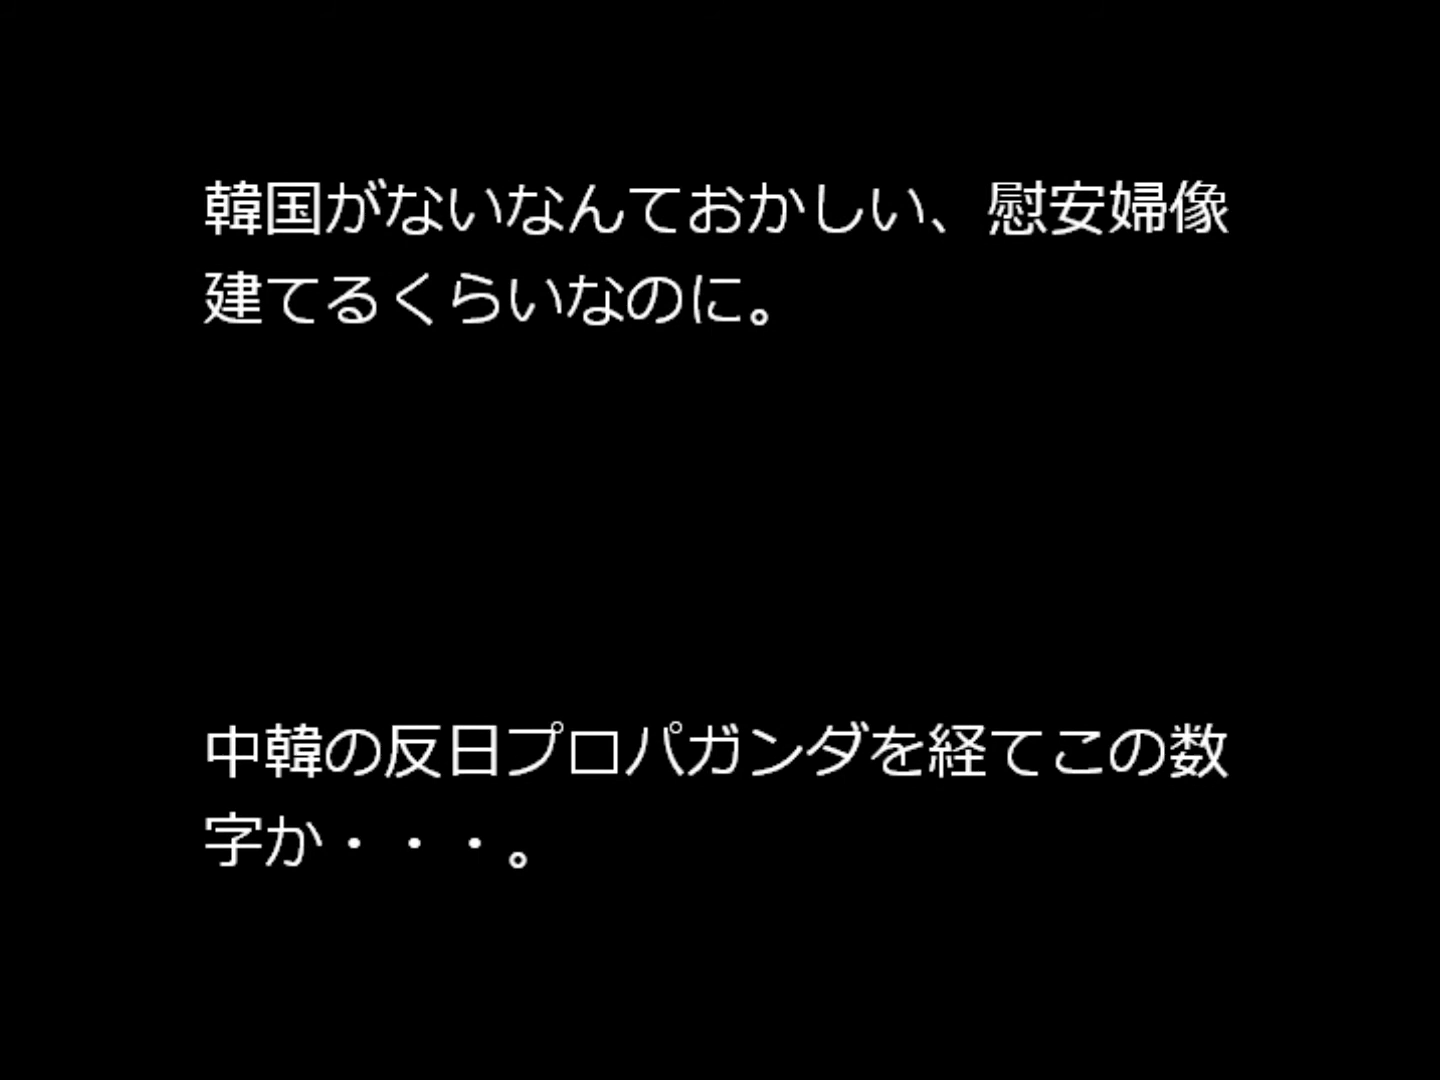 韓国がないなんておかしい、慰安婦像
建てるくらいなのに。
中韓の反日プロパガンダを経てこの数
字か・・・。